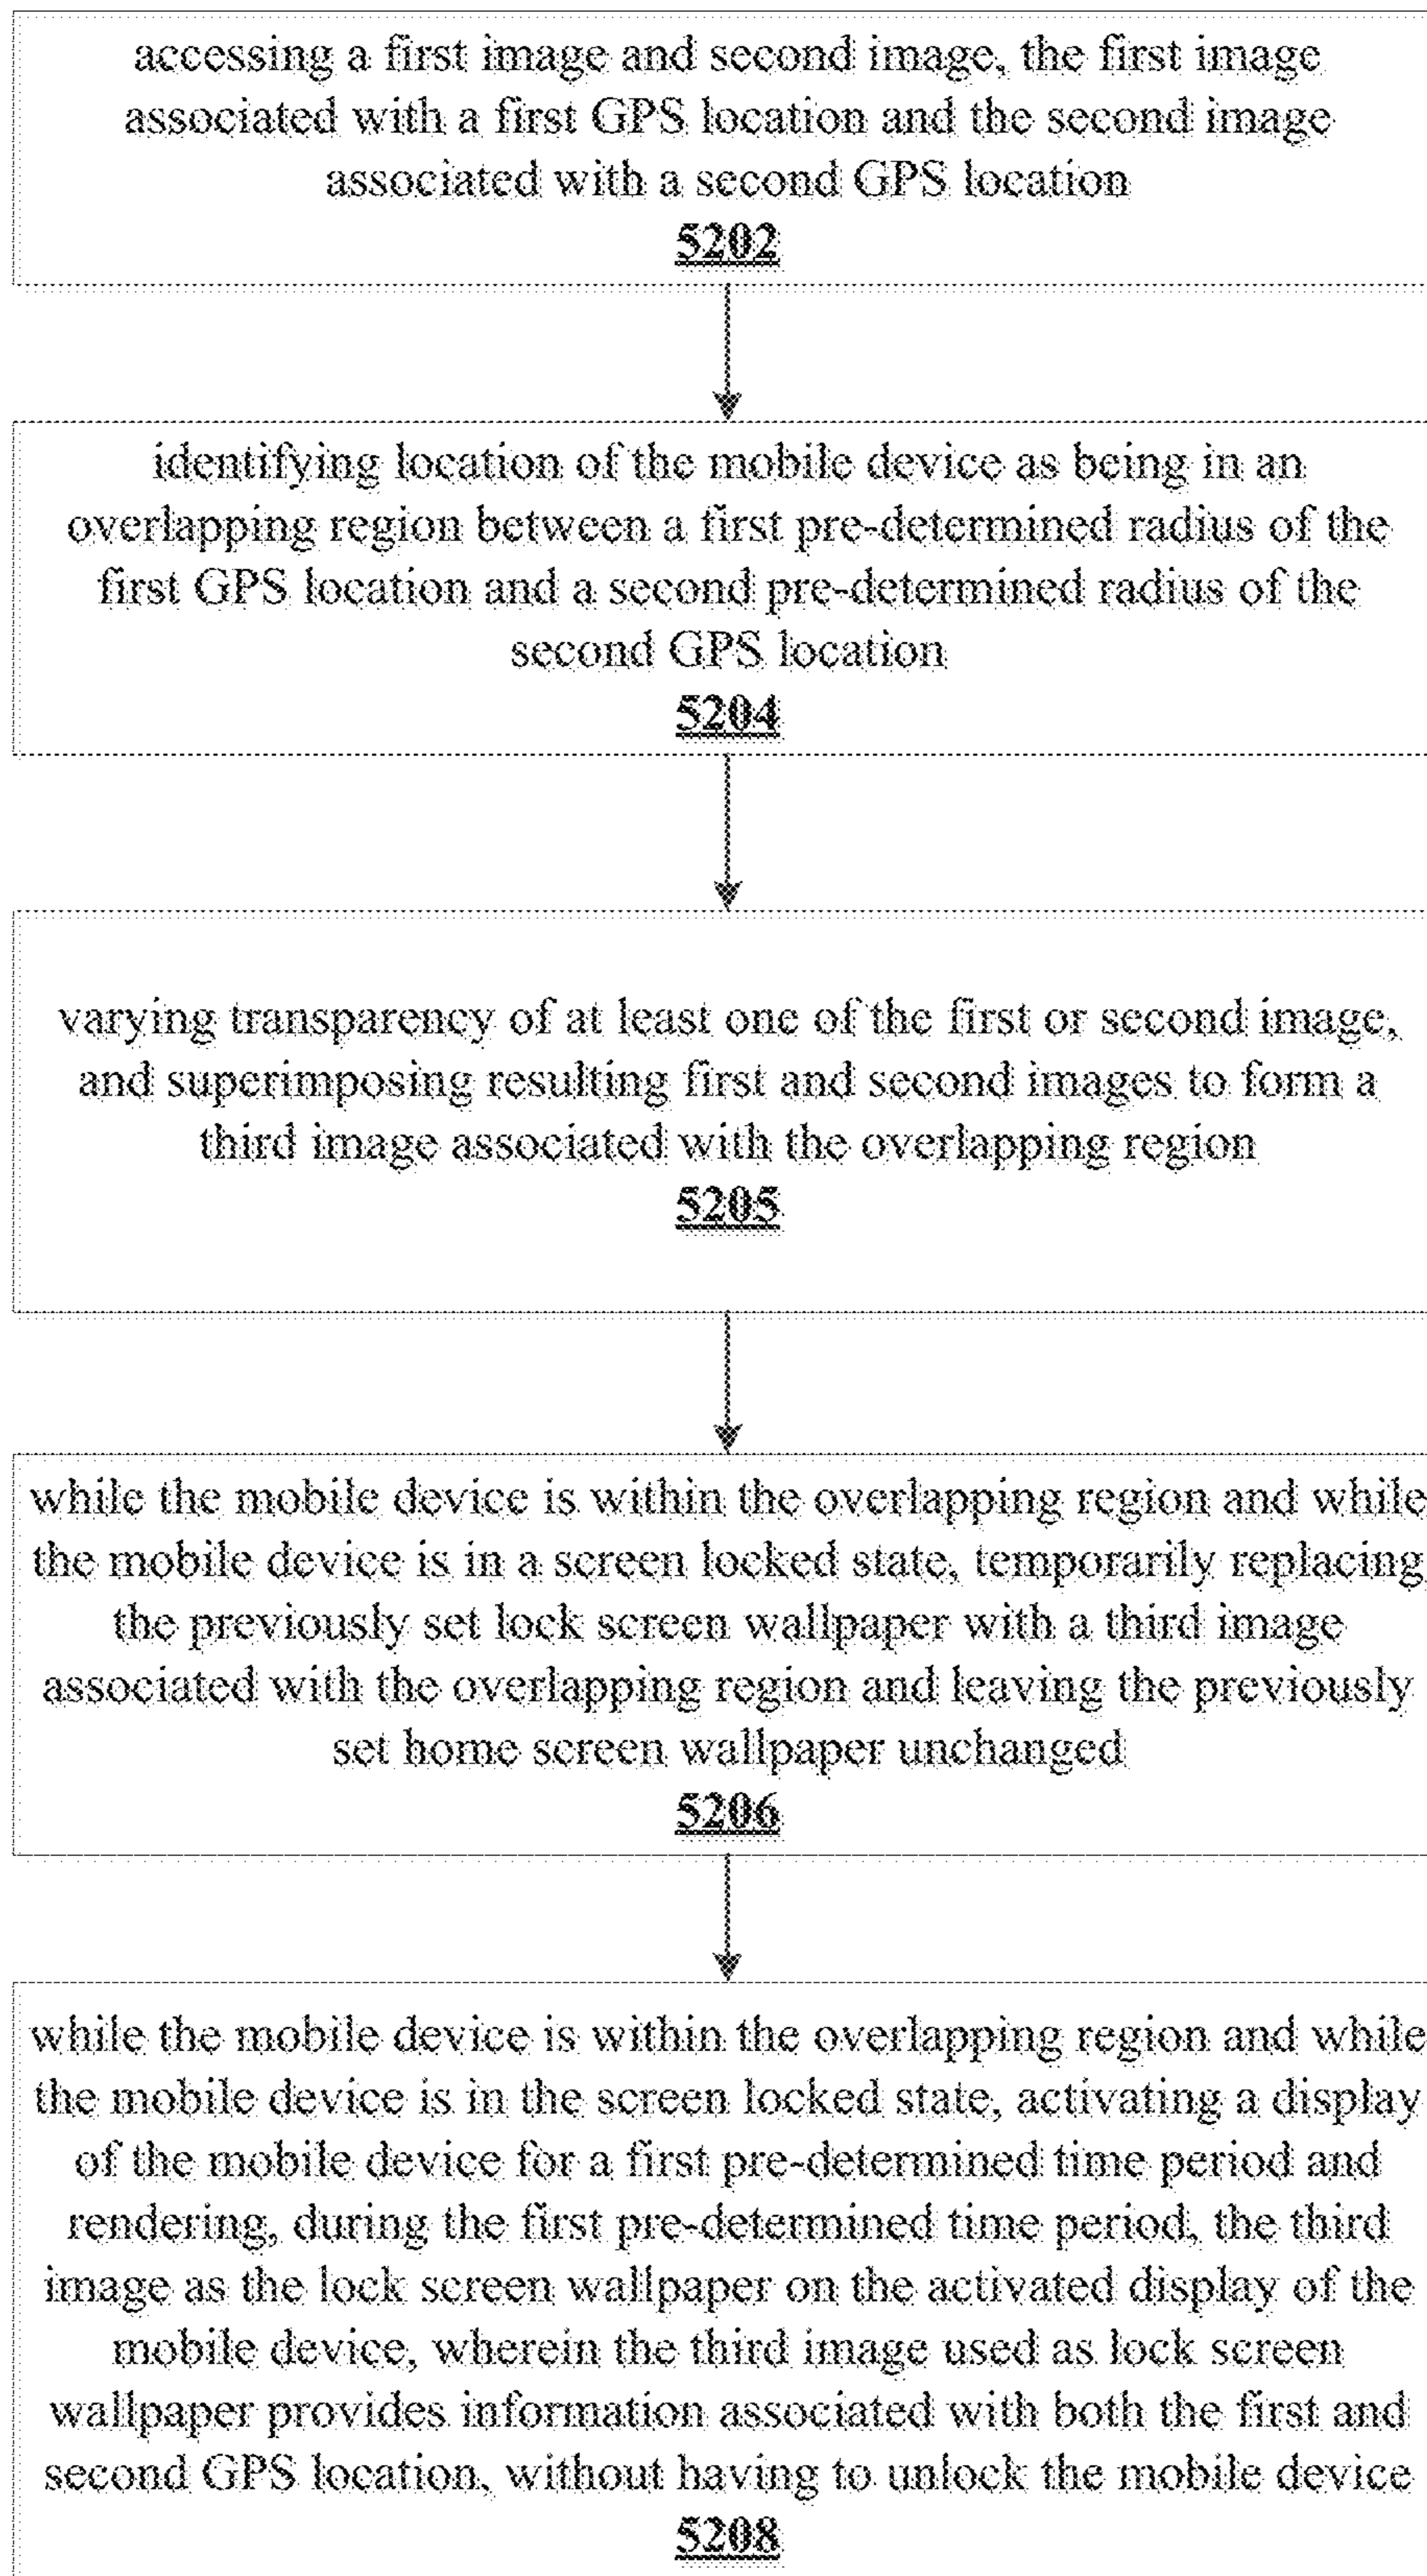 accessing a first image and second image, the first image
associated with a first GPS location and the second image
associated with a second GPS location
5202
identifying location of the mobile device as being in an
overlapping region between a first pre-determined radius of the
first GPS location and a second pre-determined radius of the
second GPS location
5204
varying transparency of at least one of the first or second image,
and superimposing resulting first and second images to form a
third image associated with the overlapping region
5205
while the mobile device is within the overlapping region and while
the mobile device is in a screen locked state, temporarily replacing
the previously set lock screen wallpaper with a third image
associated with the overlapping region and leaving the previously
set home screen wallpaper unchanged
5206
while the mobile device is within the overlapping region and while
the mobile device is in the screen locked state, activating a display
of the mobile device for a first pre-determined time period and
rendering, during the first pre-determined time period, the third
image as the lock screen wallpaper on the activated display of the
mobile device, wherein the third image used as lock screen
wallpaper provides information associated with both the first and
second GPS location, without having to unlock the mobile device
5208